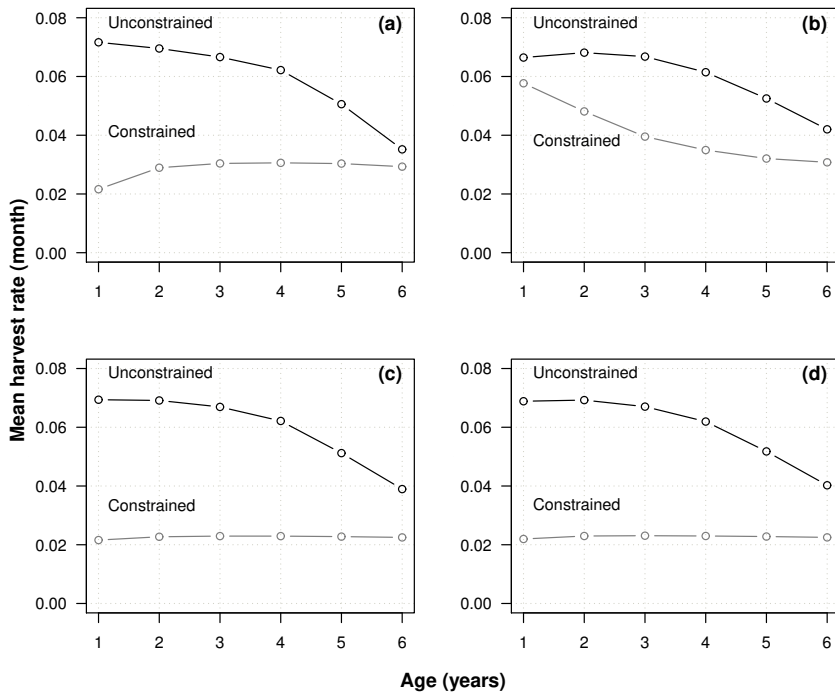 Mean harvest rate (month)
Unconstrained (a)
Constrained
0.08
0.06
0.04
0.02
0.00
1 2 3 4 5 6
Unconstrained (b)
Constrained
0.08
0.06
0.04
0.02
0.00
1 2 3 4 5 6
Unconstrained (c)
Constrained
0.08
0.06
0.04
0.02
0.00
1 2 3 4 5 6
Unconstrained (d)
Constrained
0.08
0.06
0.04
0.02
0.00
1 2 3 4 5 6
Age (years)